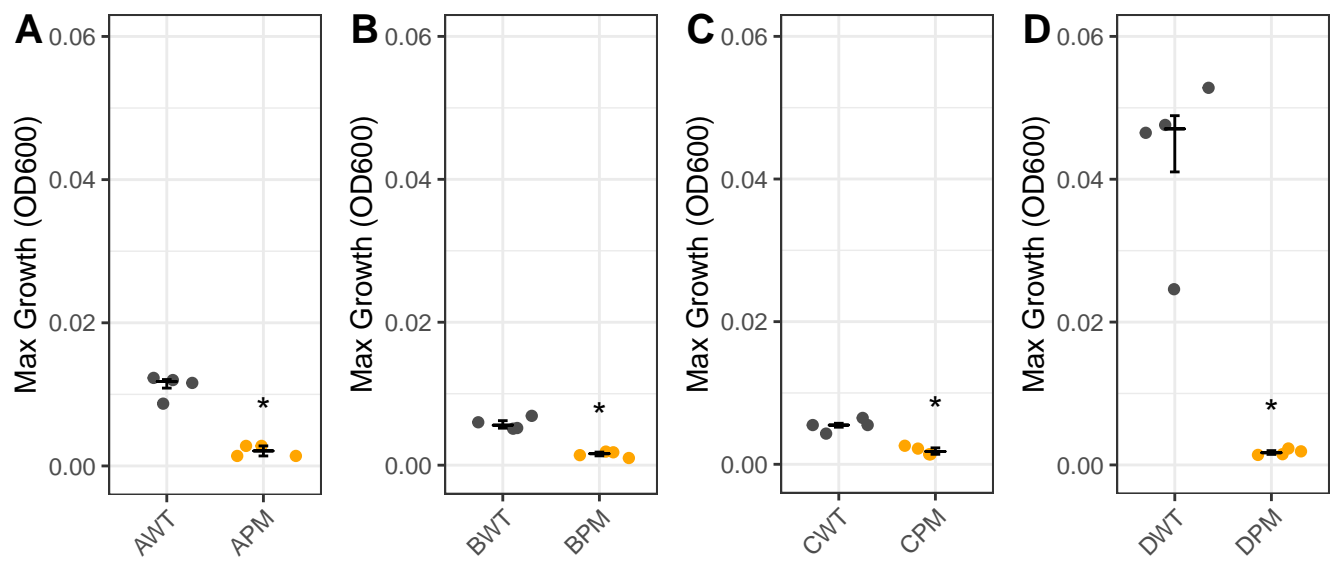 A
Max Growth (OD600)
0.06
0.04
0.02
0.00
*
AWT
APM
B
Max Growth (OD600)
0.06
0.04
0.02
0.00
*
BWT
BPM
C
Max Growth (OD600)
0.06
0.04
0.02
0.00
*
CWT
CPM
D
Max Growth (OD600)
0.06
0.04
0.02
0.00
*
DWT
DPM